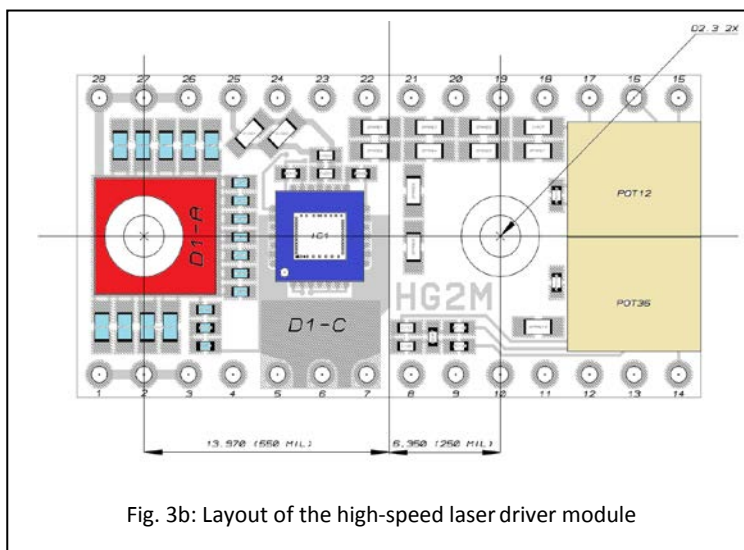 D2.3 2X
28 27 26 25 24 23 22 21 20 19 18 17 16 15
D1-A
IC1
POT12
HG2M
D1-C
POT36
1 2 3 4 5 6 7 8 9 10 11 12 13 14
13.970 (550 MIL) 6.350 (250 MIL)
Fig. 3b: Layout of the high-speed laser driver module